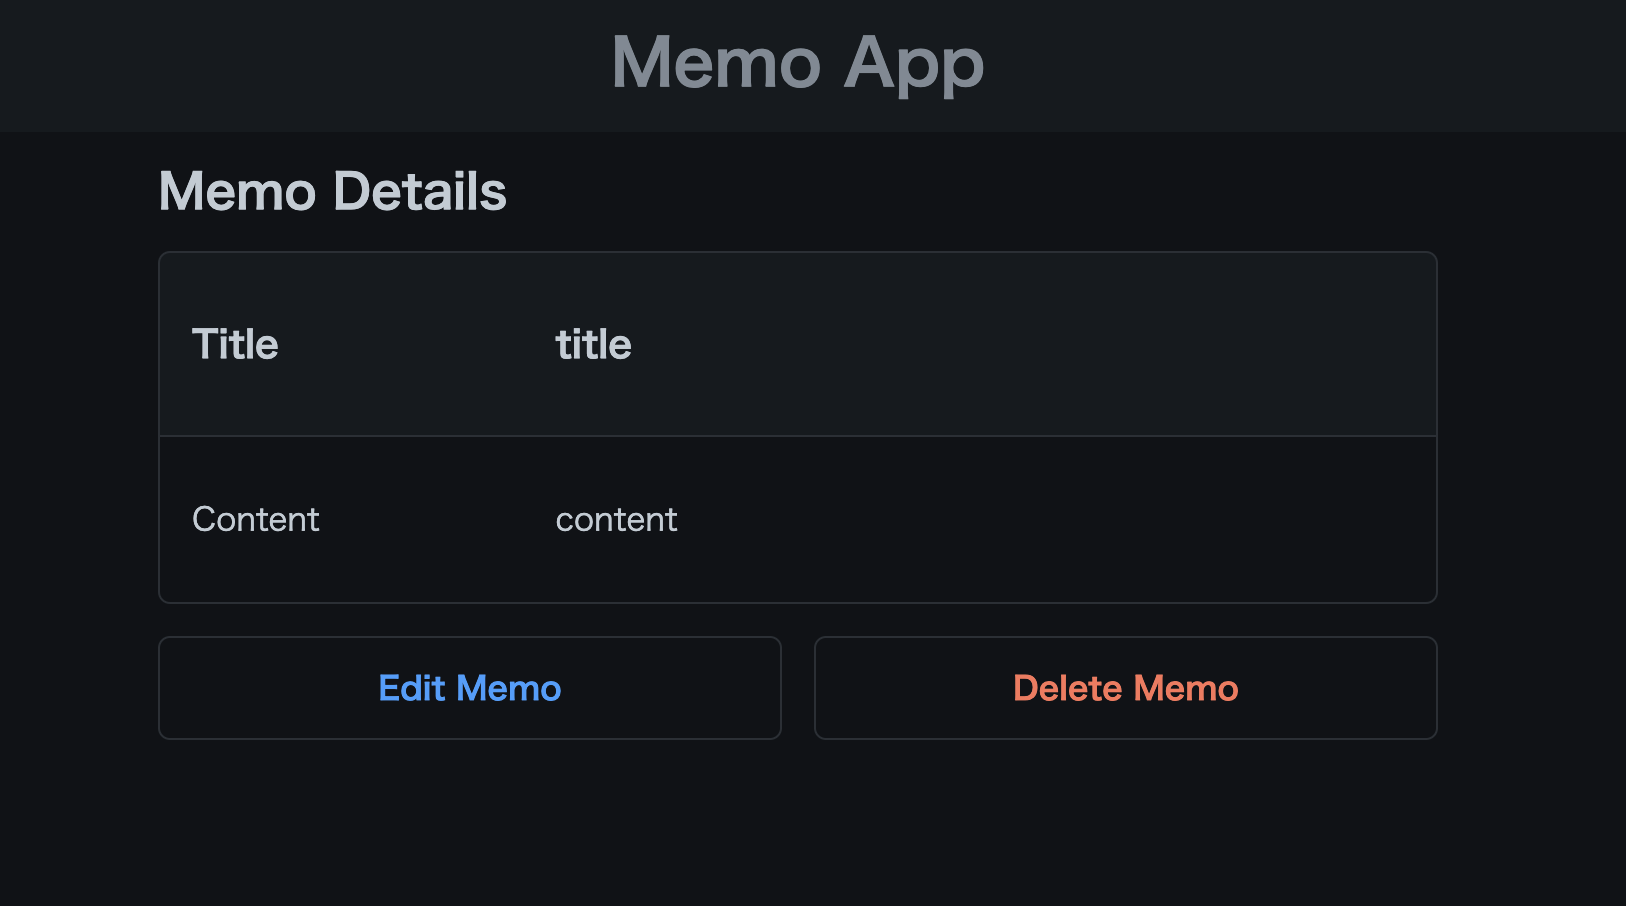 Memo App
Memo Details
Title title
Content content
Edit Memo Delete Memo